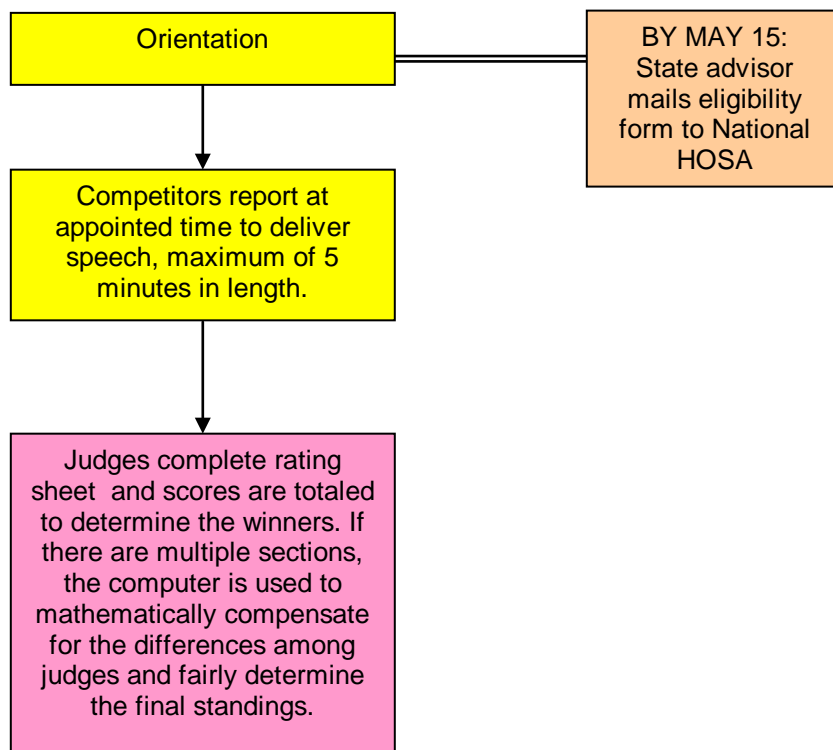 Orientation
BY MAY 15:
State advisor
mails eligibility
form to National
HOSA
Competitors report at
appointed time to deliver
speech, maximum of 5
minutes in length.
Judges complete rating
sheet and scores are totaled
to determine the winners. If
there are multiple sections,
the computer is used to
mathematically compensate
for the differences among
judges and fairly determine
the final standings.